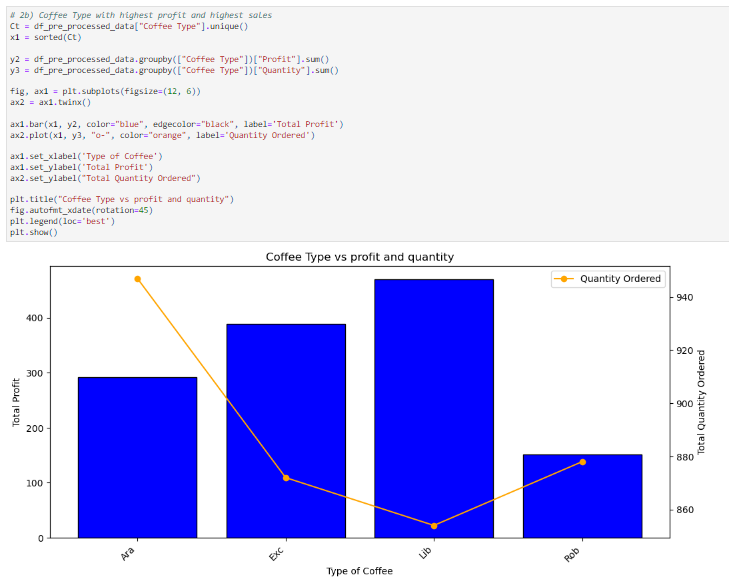 # 2b) Coffee Type with highest profit and highest sales
Ct = df_pre_processed_data["Coffee Type"].unique()
x1 = sorted(Ct)
y2 = df_pre_processed_data.groupby(["Coffee Type"])["Profit"].sum()
y3 = df_pre_processed_data.groupby(["Coffee Type"])["Quantity"].sum()
fig, ax1 = plt.subplots(figsize=(12, 6))
ax2 = ax1.twinx()
ax1.bar(x1, y2, color="blue", edgecolor="black", label='Total Profit')
ax2.plot(x1, y3, "o-", color="orange", label='Quantity Ordered')
ax1.set_xlabel('Type of Coffee')
ax1.set_ylabel('Total Profit')
ax2.set_ylabel("Total Quantity Ordered")
plt.title("Coffee Type vs profit and quantity")
fig.autofmt_xdate(rotation=45)
plt.legend(loc='best')
plt.show()
Coffee Type vs profit and quantity
Quantity Ordered
400
300
200
100
0
Total Profit
940
920
900
880
860
Total Quantity Ordered
Ara
Exc
Lib
Rob
Type of Coffee